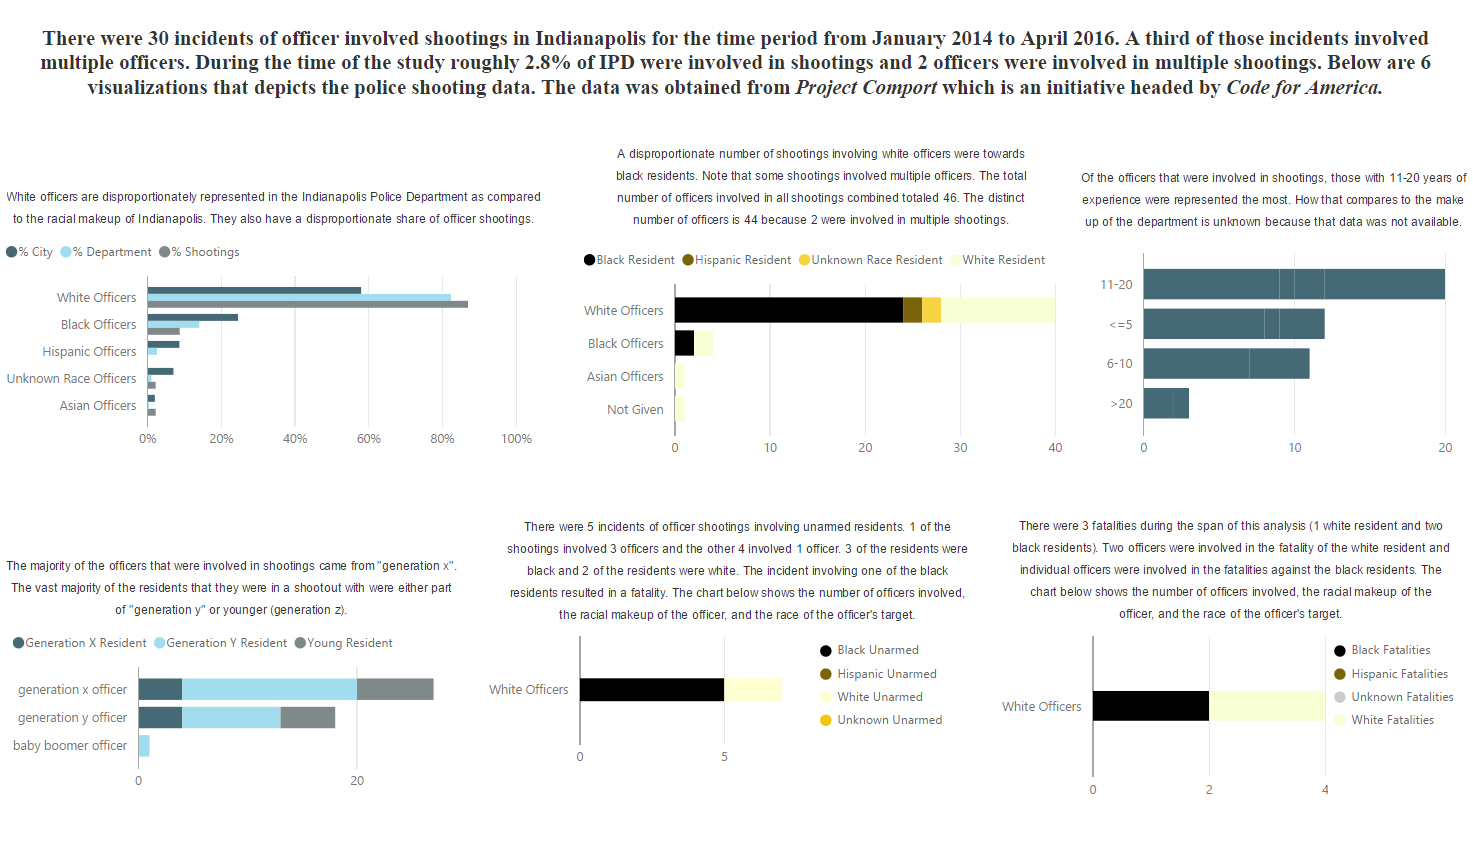 There were 30 incidents of officer involved shootings in Indianapolis for the time period from January 2014 to April 2016. A third of those incidents involved
multiple officers. During the time of the study roughly 2.8% of IPD were involved in shootings and 2 officers were involved in multiple shootings. Below are 6
visualizations that depicts the police shooting data. The data was obtained from Project Comport which is an initiative headed by Code for America.
White officers are disproportionately represented in the Indianapolis Police Department as compared
to the racial makeup of Indianapolis. They also have a disproportionate share of officer shootings.
% City % Department % Shootings
White Officers
Black Officers
Hispanic Officers
Unknown Race Officers
Asian Officers
0% 20% 40% 60% 80% 100%
A disproportionate number of shootings involving white officers were towards
black residents. Note that some shootings involved multiple officers. The total
number of officers involved in all shootings combined totaled 46. The distinct
number of officers is 44 because 2 were involved in multiple shootings.
Black Resident Hispanic Resident Unknown Race Resident White Resident
White Officers
Black Officers
Asian Officers
Not Given
0 10 20 30 40
Of the officers that were involved in shootings, those with 11-20 years of
experience were represented the most. How that compares to the make
up of the department is unknown because that data was not available.
11-20
<=5
6-10
>20
0 10 20
The majority of the officers that were involved in shootings came from "generation x".
The vast majority of the residents that they were in a shootout with were either part
of "generation y" or younger (generation z).
Generation X Resident Generation Y Resident Young Resident
generation x officer
generation y officer
baby boomer officer
0 20
There were 5 incidents of officer shootings involving unarmed residents. 1 of the
shootings involved 3 officers and the other 4 involved 1 officer. 3 of the residents were
black and 2 of the residents were white. The incident involving one of the black
residents resulted in a fatality. The chart below shows the number of officers involved,
the racial makeup of the officer, and the race of the officer's target.
White Officers
0 5
Black Unarmed
Hispanic Unarmed
White Unarmed
Unknown Unarmed
There were 3 fatalities during the span of this analysis (1 white resident and two
black residents). Two officers were involved in the fatality of the white resident and
individual officers were involved in the fatalities against the black residents. The
chart below shows the number of officers involved, the racial makeup of the
officer, and the race of the officer's target.
White Officers
0 2 4
Black Fatalities
Hispanic Fatalities
Unknown Fatalities
White Fatalities